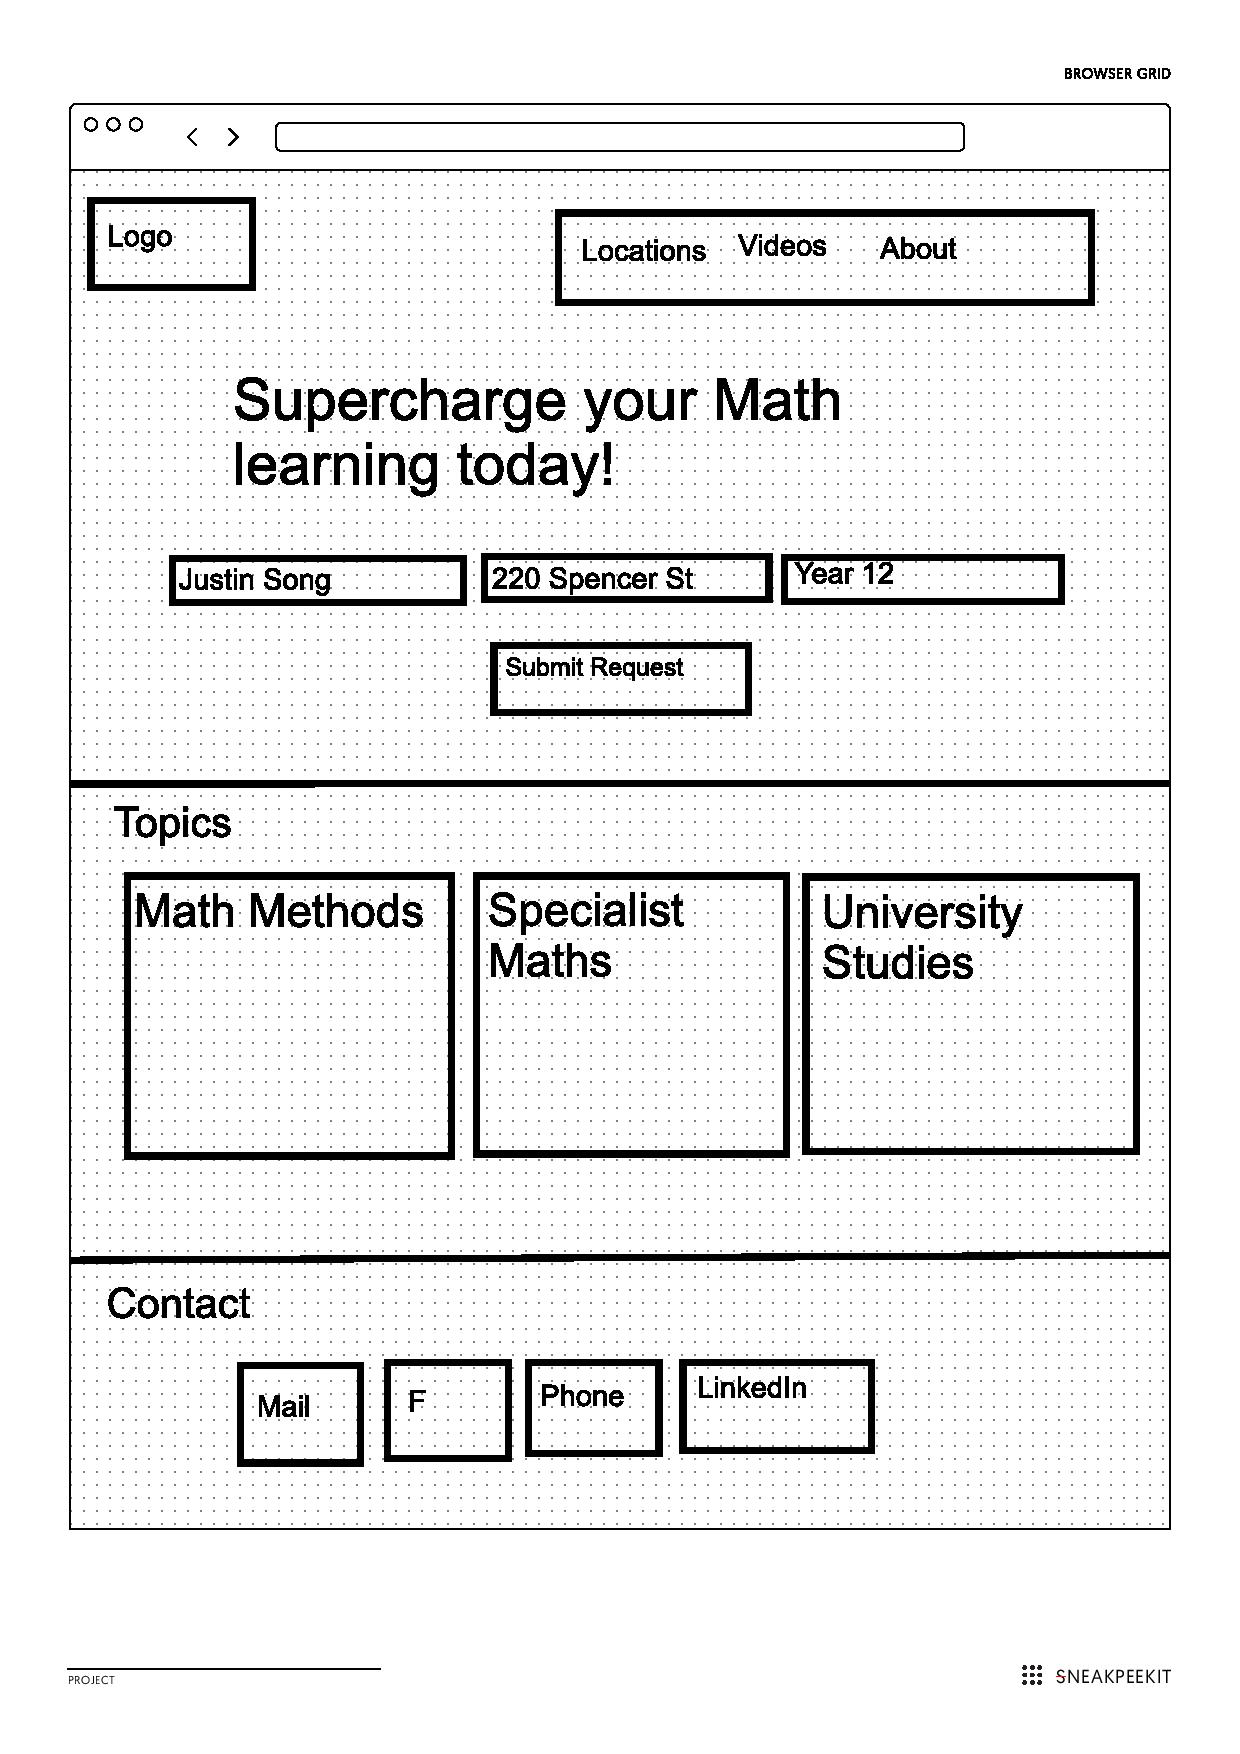 BROWSER GRID
Logo
Locations Videos About
Supercharge your Math
learning today!
Justin Song
220 Spencer St
Year 12
Submit Request
Topics
Math Methods
Specialist
Maths
University
Studies
Contact
Mail
F
Phone
LinkedIn
PROJECT
SNEAKPEEKIT